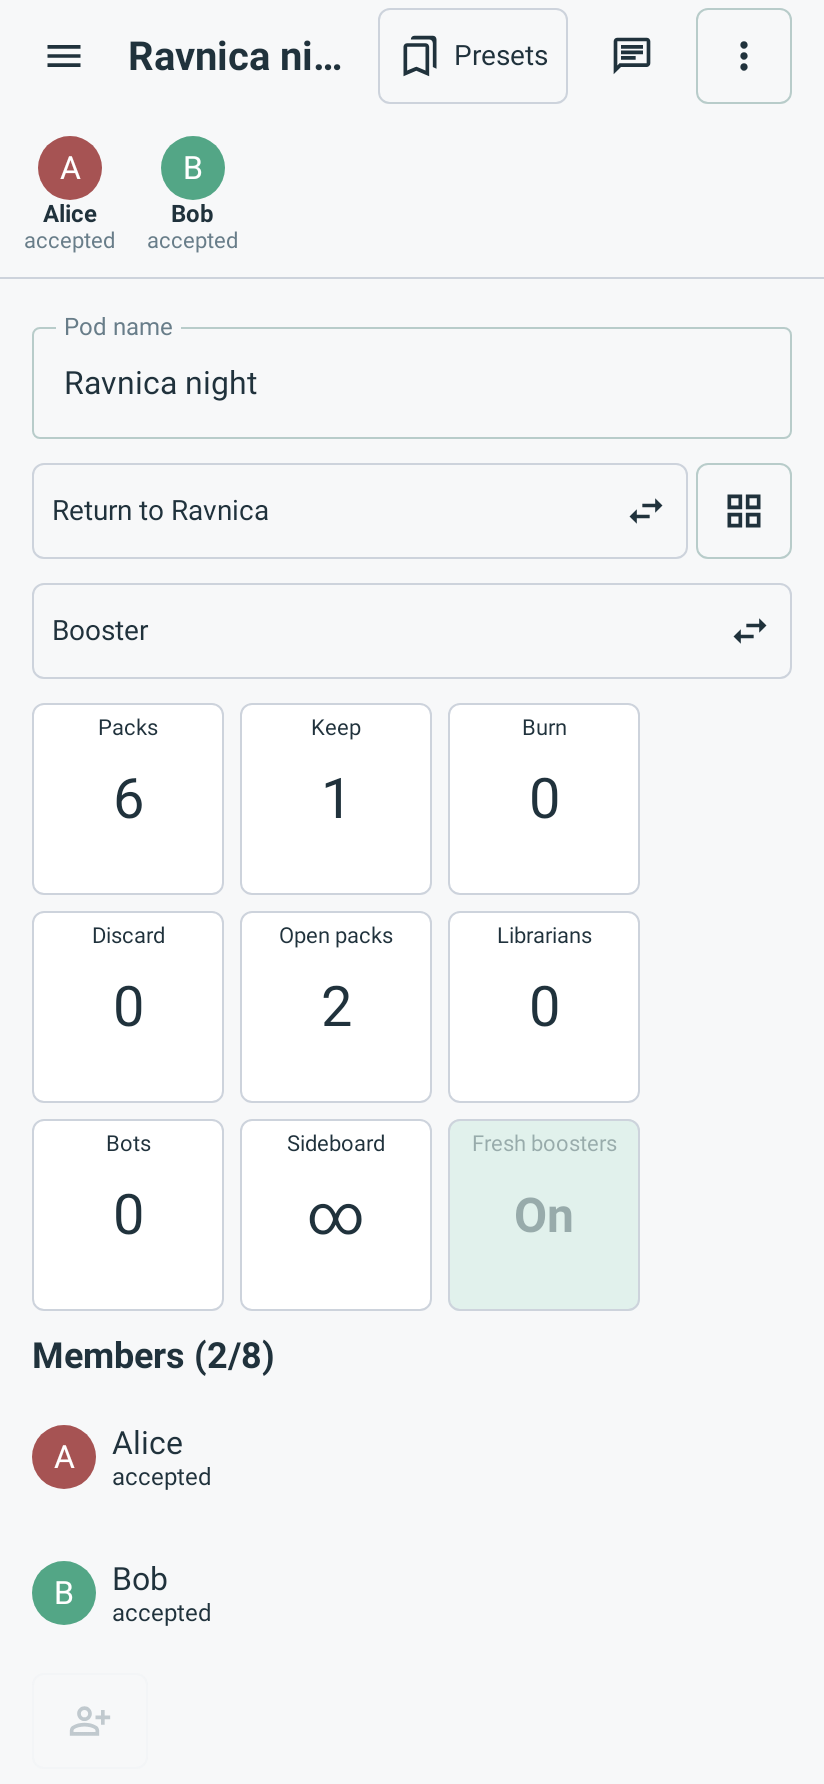 Ravnica ni...
Presets
A
B
Alice
Bob
accepted
accepted
Pod name
Ravnica night
Return to Ravnica
Booster
Packs
Keep
Burn
6
1
0
Discard
Open packs
Librarians
0
2
0
Bots
Sideboard
Fresh boosters
0
∞
On
Members (2/8)
A
Alice
accepted
B
Bob
accepted